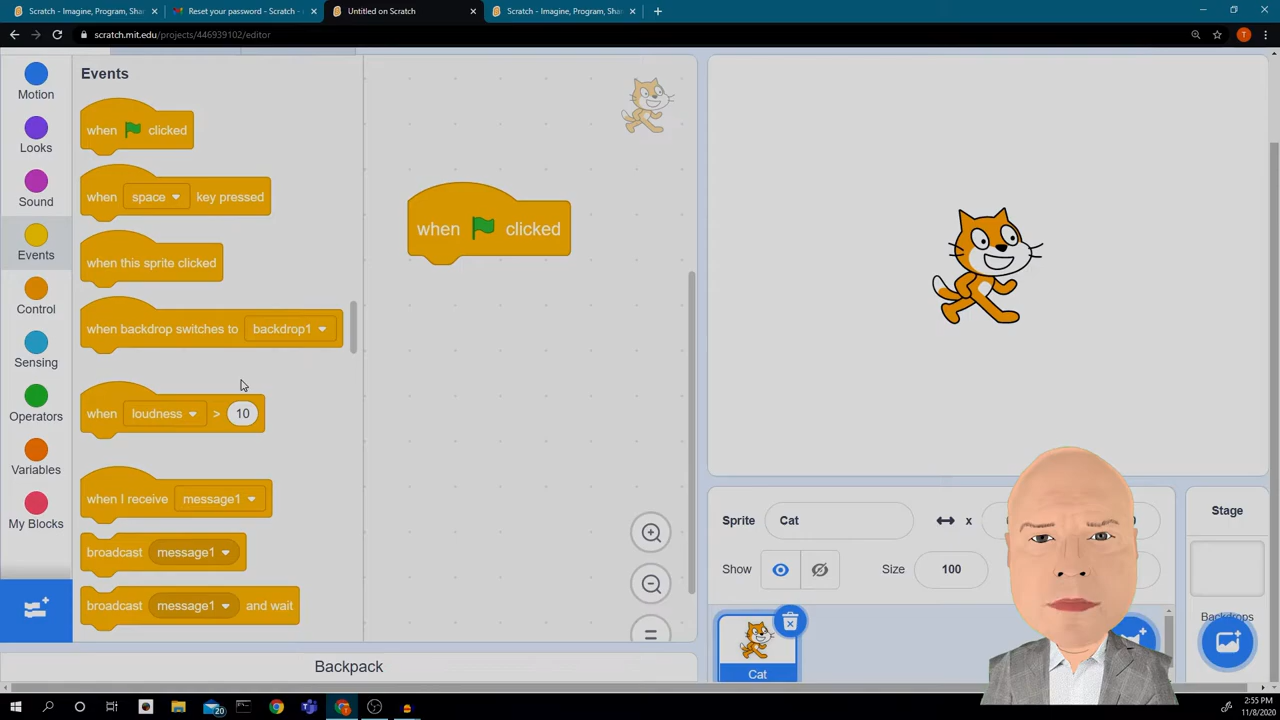 Scratch - Imagine, Program, Shar
Reset your password - Scratch -
Untitled on Scratch
Scratch - Imagine, Program, Shar
scratch.mit.edu/projects/446939102/editor
T
Motion
Looks
Sound
Events
Control
Sensing
Operators
Variables
My Blocks
Events
when clicked
when space key pressed
when this sprite clicked
when backdrop switches to backdrop1
when loudness > 10
when I receive message1
broadcast message1
broadcast message1 and wait
when clicked
Backpack
Sprite Cat
x
Show
Size 100
Cat
Stage
Backdrops
20
2:55 PM
11/8/2020